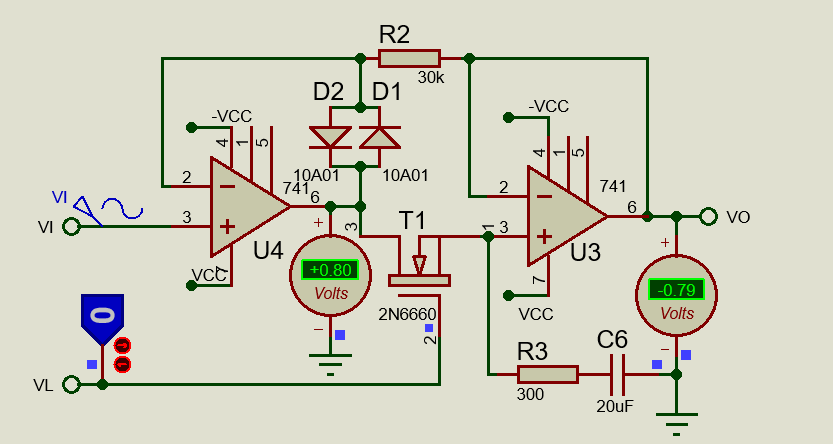 R2
30k
D2
D1
-VCC
-VCC
4
1
5
4
1
5
10A01
10A01
VI
2
741
6
2
741
VI
3
3
T1
1
3
6
VO
U4
U3
+
VCC
7
+0.80
Volts
-0.79
Volts
7
VCC
0
2N6660
2
R3
C6
VL
300
20uF